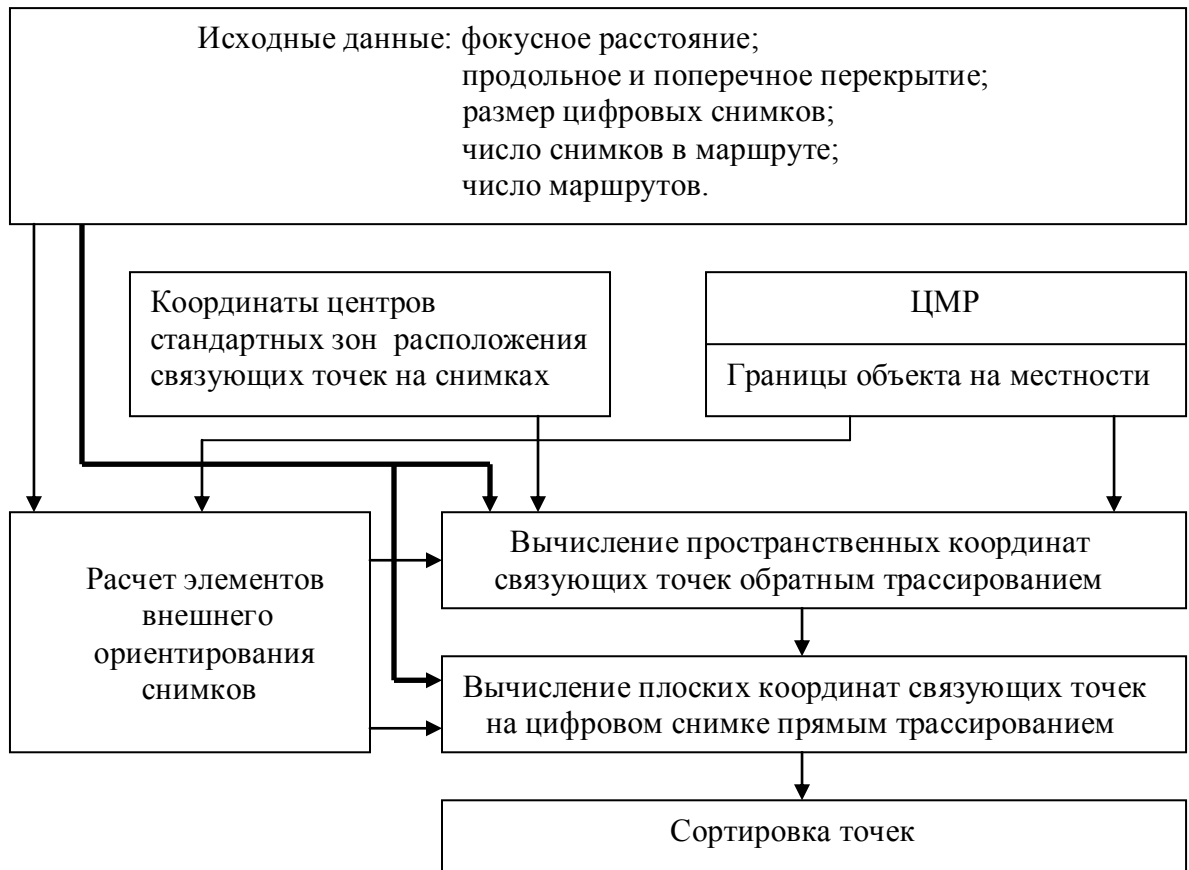 Исходные данные: фокусное расстояние;
продольное и поперечное перекрытие;
размер цифровых снимков;
число снимков в маршруте;
число маршрутов.
Координаты центров
стандартных зон расположения
связующих точек на снимках
ЦМР
Границы объекта на местности
Расчет элементов
внешнего
ориентирования
снимков
Вычисление пространственных координат
связующих точек обратным трассированием
Вычисление плоских координат связующих точек
на цифровом снимке прямым трассированием
Сортировка точек